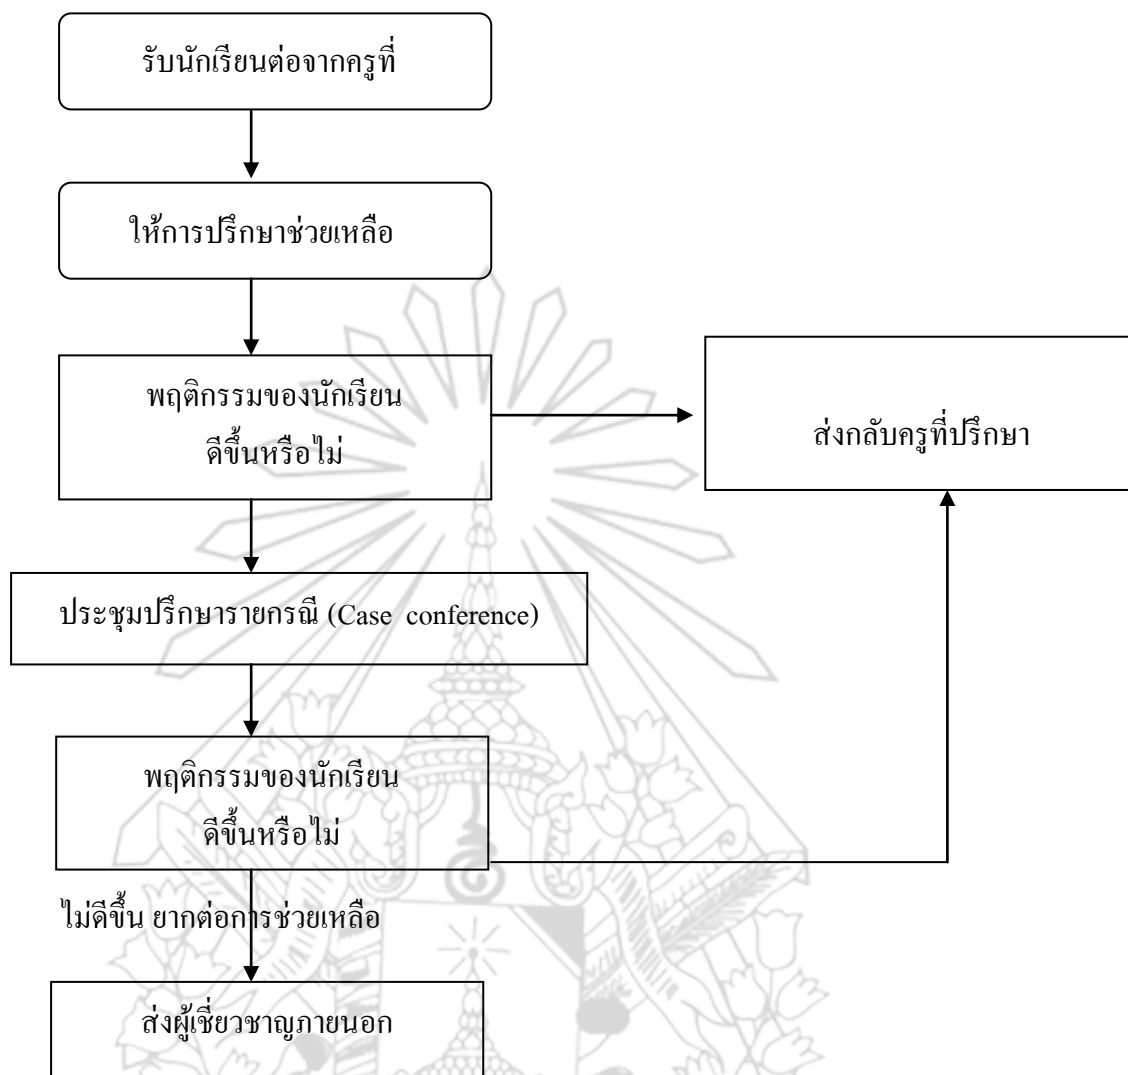 รับนักเรียนต่อจากครูที่
ให้การปรึกษาช่วยเหลือ
พฤติกรรมของนักเรียน
ดีขึ้นหรือไม่
ส่งกลับครูที่ปรึกษา
ประชุมปรึกษารายกรณี (Case conference)
พฤติกรรมของนักเรียน
ดีขึ้นหรือไม่
ไม่ดีขึ้น ยากต่อการช่วยเหลือ
ส่งผู้เชี่ยวชาญภายนอก